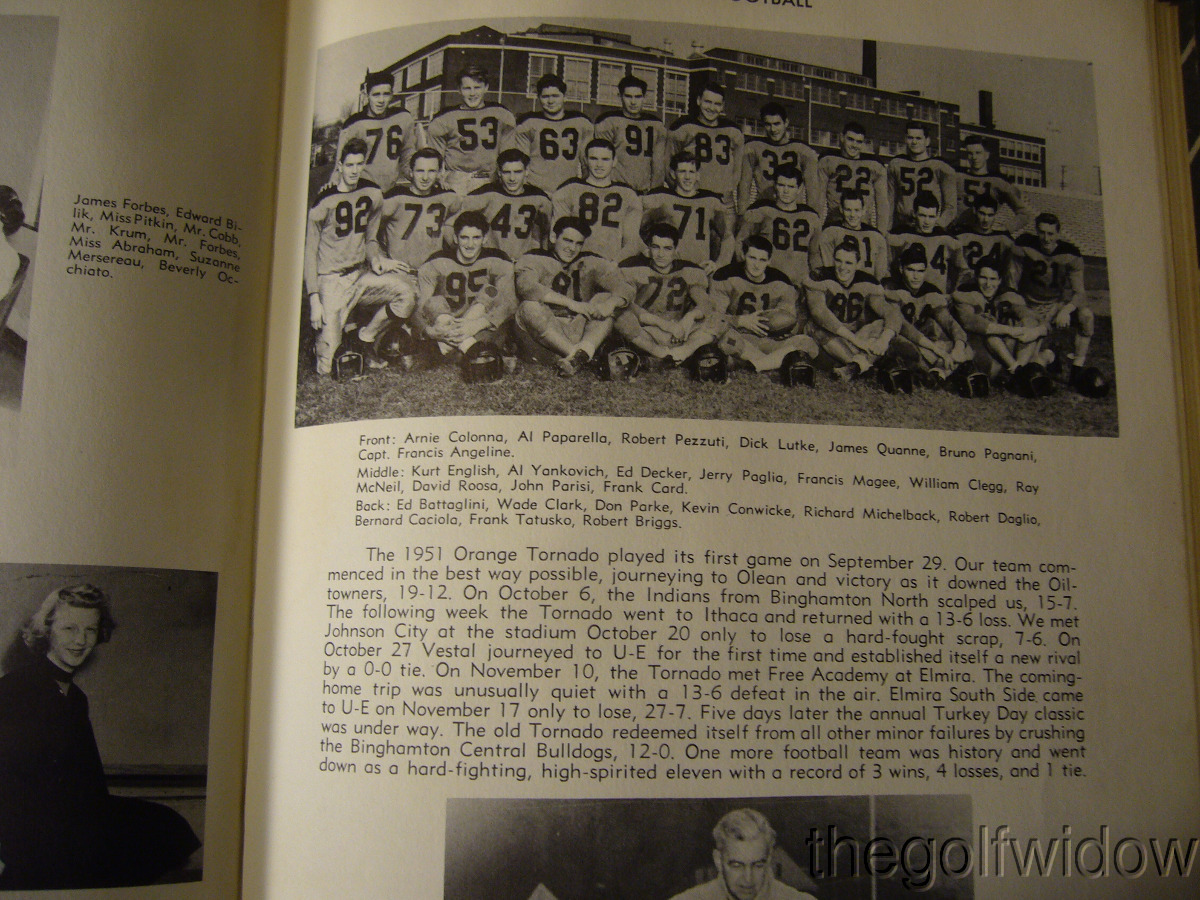 FOOTBALL
James Forbes, Edward Bi-
lik, Miss Pitkin, Mr. Cobb,
Mr. Krum, Mr. Forbes,
Miss Abraham, Suzanne
Mersereau, Beverly Oc-
chiato.
76 53 63 91 83 32 22 52 51
92 73 43 82 71 62 81 24 21
95 91 72 61 86
Front: Arnie Colonna, Al Paparella, Robert Pezzuti, Dick Lutke, James Quanne, Bruno Pagnani,
Capt. Francis Angeline.
Middle: Kurt English, Al Yankovich, Ed Decker, Jerry Paglia, Francis Magee, William Clegg, Ray
McNeil, David Roosa, John Parisi, Frank Card.
Back: Ed Battaglini, Wade Clark, Don Parke, Kevin Conwicke, Richard Michelback, Robert Daglio,
Bernard Caciola, Frank Tatusko, Robert Briggs.
The 1951 Orange Tornado played its first game on September 29. Our team com-
menced in the best way possible, journeying to Olean and victory as it downed the Oil-
towners, 19-12. On October 6, the Indians from Binghamton North scalped us, 15-7.
The following week the Tornado went to Ithaca and returned with a 13-6 loss. We met
Johnson City at the stadium October 20 only to lose a hard-fought scrap, 7-6. On
October 27 Vestal journeyed to U-E for the first time and established itself a new rival
by a 0-0 tie. On November 10, the Tornado met Free Academy at Elmira. The coming-
home trip was unusually quiet with a 13-6 defeat in the air. Elmira South Side came
to U-E on November 17 only to lose, 27-7. Five days later the annual Turkey Day classic
was under way. The old Tornado redeemed itself from all other minor failures by crushing
the Binghamton Central Bulldogs, 12-0. One more football team was history and went
down as a hard-fighting, high-spirited eleven with a record of 3 wins, 4 losses, and 1 tie.
thegolfwidow